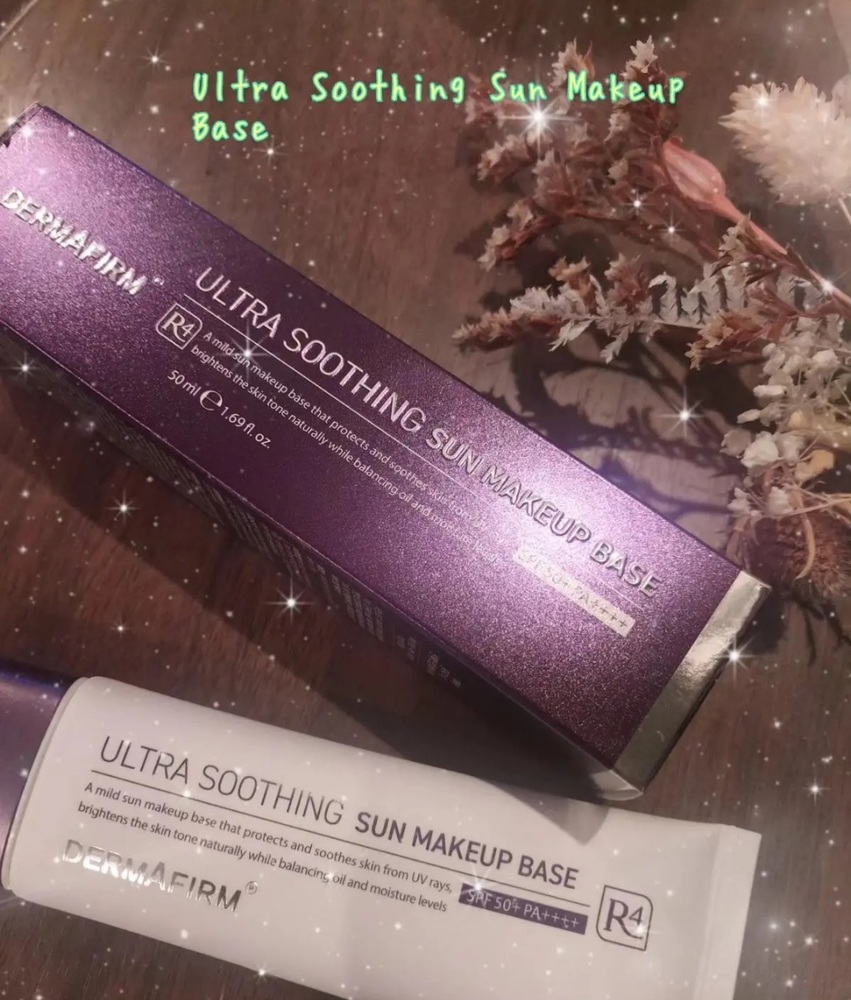 Ultra Soothing Sun Makeup
Base
DERMAFIRM
ULTRA SOOTHING SUN MAKEUP BASE
R4
A mild sun makeup base that protects and soothes skin from
brightens the skin tone naturally while balancing oil and moisture
50 ml ℮ 1.69 fl. oz.
SPF 50+ PA++++
ULTRA SOOTHING SUN MAKEUP BASE
A mild sun makeup base that protects and soothes skin from UV rays,
brightens the skin tone naturally while balancing oil and moisture levels
SPF 50+ PA++++
R4
DERMAFIRM®